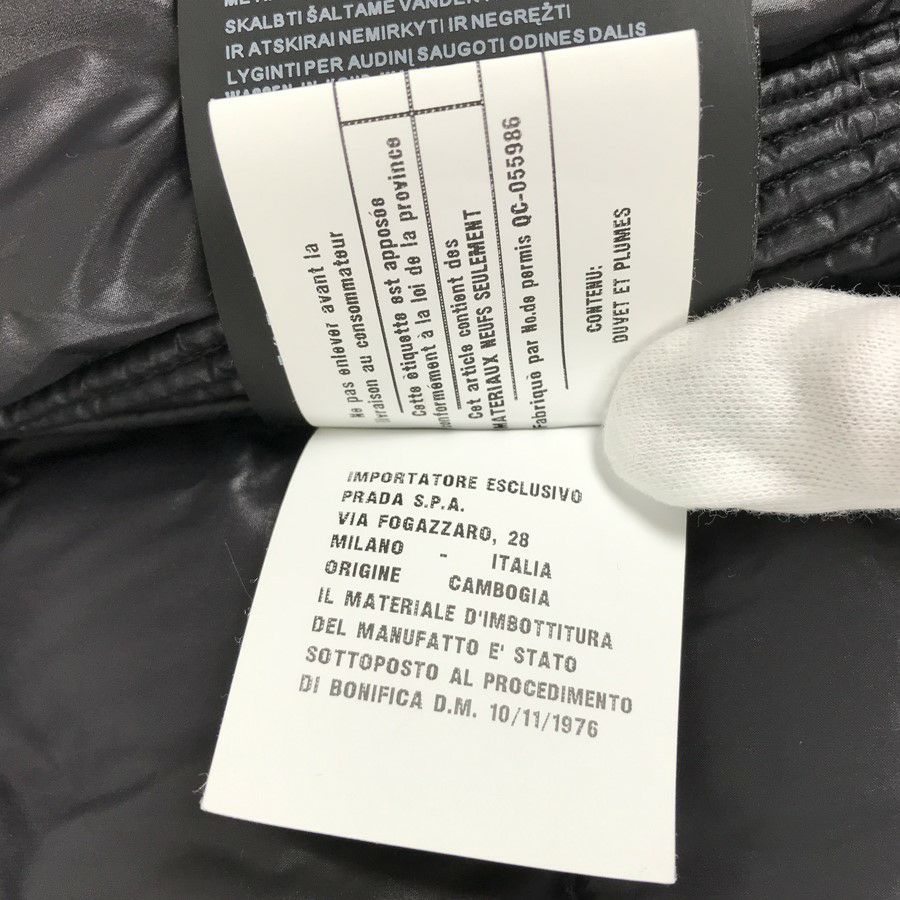 SKALBTI ŠALTAME
IR ATSKIRAI NEMIRKYTI IR NEGRĘŽTI
LYGINTI PER AUDINĮ SAUGOTI ODINES DALIS
Ne pas enlever avant la
livraison au consommateur
Cette ètiquette est apposée
conformément à la loi de la province
Cet article contient des
MATERIAUX NEUFS SEULEMENT
Fabriquè par No.de permis QC-055986
CONTENU:
DUVET ET PLUMES
IMPORTATORE ESCLUSIVO
PRADA S.P.A.
VIA FOGAZZARO, 28
MILANO - ITALIA
ORIGINE CAMBOGIA
IL MATERIALE D'IMBOTTITURA
DEL MANUFATTO E' STATO
SOTTOPOSTO AL PROCEDIMENTO
DI BONIFICA D.M. 10/11/1976